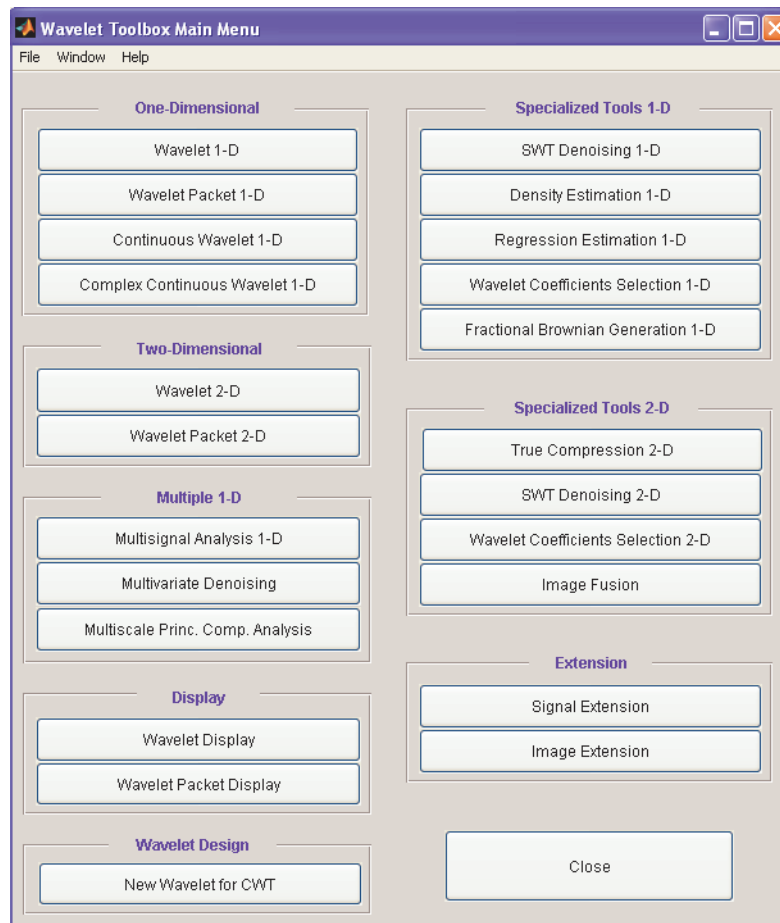 Wavelet Toolbox Main Menu
File Window Help
One-Dimensional
Wavelet 1-D
Wavelet Packet 1-D
Continuous Wavelet 1-D
Complex Continuous Wavelet 1-D
Two-Dimensional
Wavelet 2-D
Wavelet Packet 2-D
Multiple 1-D
Multisignal Analysis 1-D
Multivariate Denoising
Multiscale Princ. Comp. Analysis
Display
Wavelet Display
Wavelet Packet Display
Wavelet Design
New Wavelet for CWT
Specialized Tools 1-D
SWT Denoising 1-D
Density Estimation 1-D
Regression Estimation 1-D
Wavelet Coefficients Selection 1-D
Fractional Brownian Generation 1-D
Specialized Tools 2-D
True Compression 2-D
SWT Denoising 2-D
Wavelet Coefficients Selection 2-D
Image Fusion
Extension
Signal Extension
Image Extension
Close